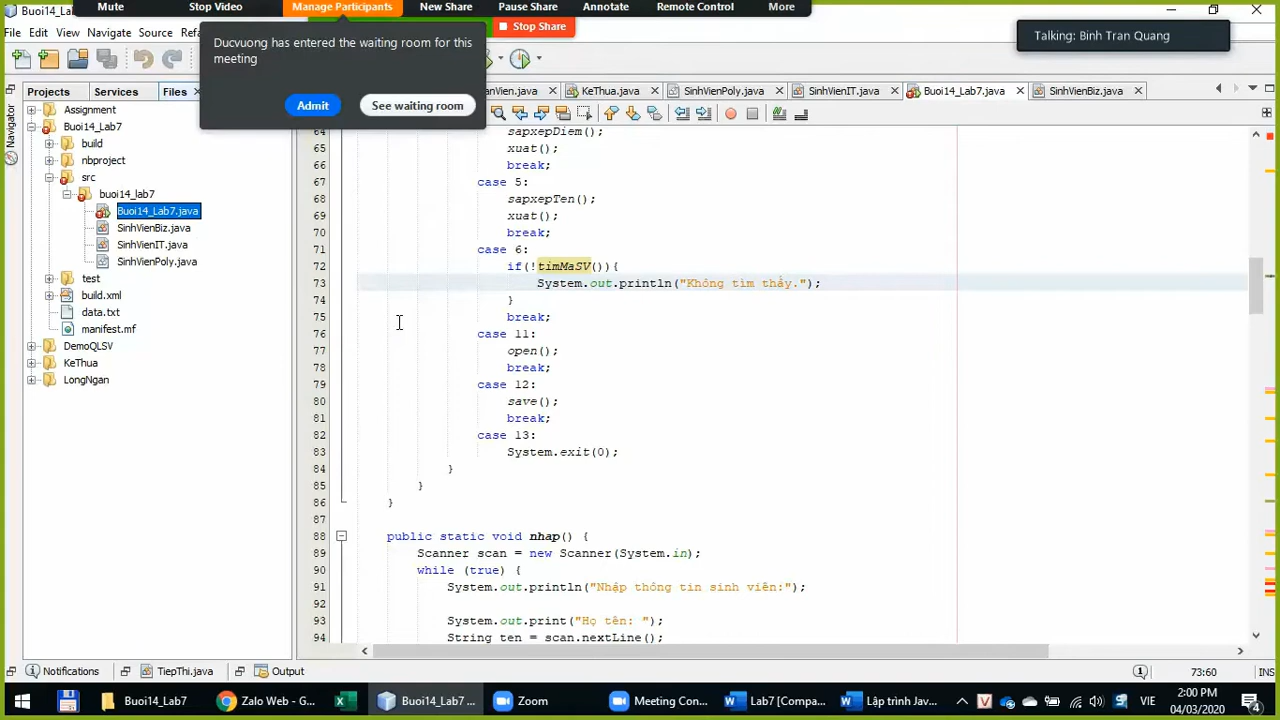 Mute Stop Video Manage Participants New Share Pause Share Annotate Remote Control More
Buoi14_La
Stop Share
File Edit View Navigate Source Refa
Ducvuong has entered the waiting room for this
meeting
Admit See waiting room
Talking: Binh Tran Quang
Projects Services Files
anVien.java KeThua.java SinhVienPoly.java SinhVienIT.java Buoi14_Lab7.java SinhVienBiz.java
Navigator
Assignment
Buoi14_Lab7
build
nbproject
src
buoi14_lab7
Buoi14_Lab7.java
SinhVienBiz.java
SinhVienIT.java
SinhVienPoly.java
test
build.xml
data.txt
manifest.mf
DemoQLSV
KeThua
LongNgan
64 sapxepDiem();
65 xuat();
66 break;
67 case 5:
68 sapxepTen();
69 xuat();
70 break;
71 case 6:
72 if(!timMaSV()){
73 System.out.println("Không tìm thấy.");
74 }
75 break;
76 case 11:
77 open();
78 break;
79 case 12:
80 save();
81 break;
82 case 13:
83 System.exit(0);
84 }
85 }
86 }
87
88 public static void nhap() {
89 Scanner scan = new Scanner(System.in);
90 while (true) {
91 System.out.println("Nhập thông tin sinh viên:");
92
93 System.out.print("Họ tên: ");
94 String ten = scan.nextLine();
Notifications TiepThi.java Output
1 73:60 INS
Buoi14_Lab7 Zalo Web - G... Buoi14_Lab7 ... Zoom Meeting Con... Lab7 [Compa... Lập trình Jav...
VIE
2:00 PM
04/03/2020
4